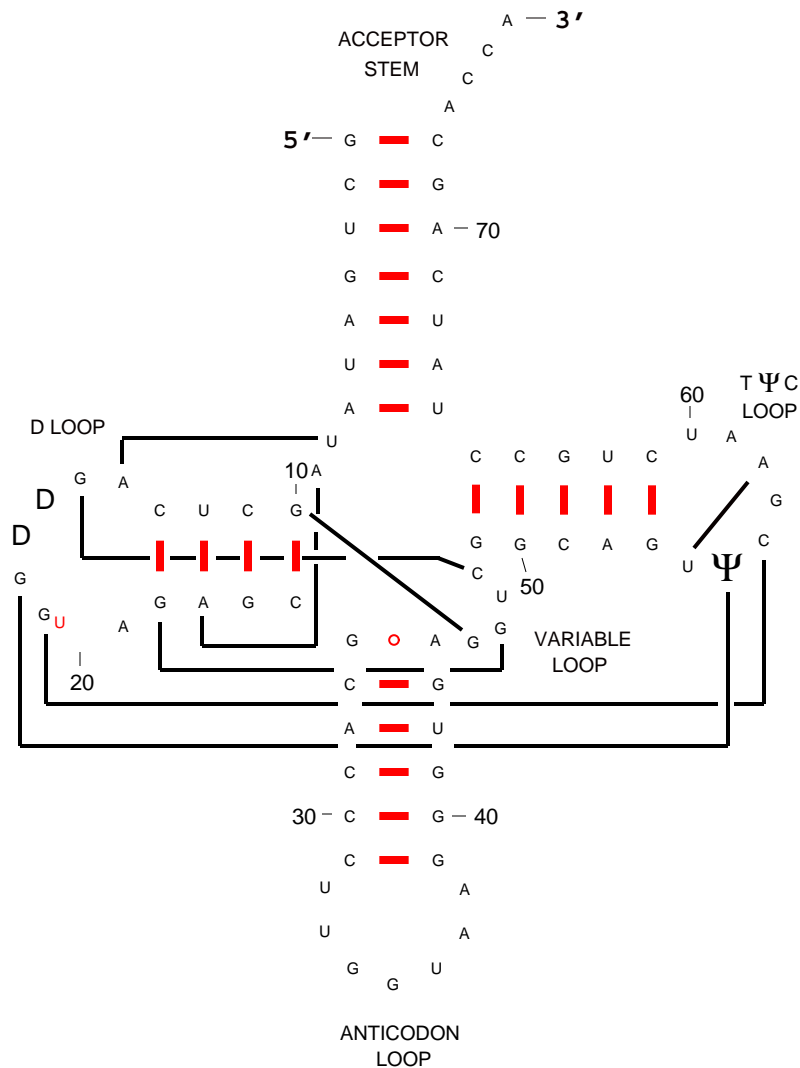 A — 3’
ACCEPTOR
STEM
C
C
A
5’ — G C
C G
U A — 70
G C
A U
U A
A U
60
T Ψ C
LOOP
D LOOP
U
U A
C C G U C
A
G A
10
A
D
G
C U C G
D
G G A C G U Ψ C
50
C
G
U
G A G C
G U A
G A G G
VARIABLE
LOOP
20
C G
A U
C G
30 — C G — 40
C G
U A
U A
G G U
ANTICODON
LOOP